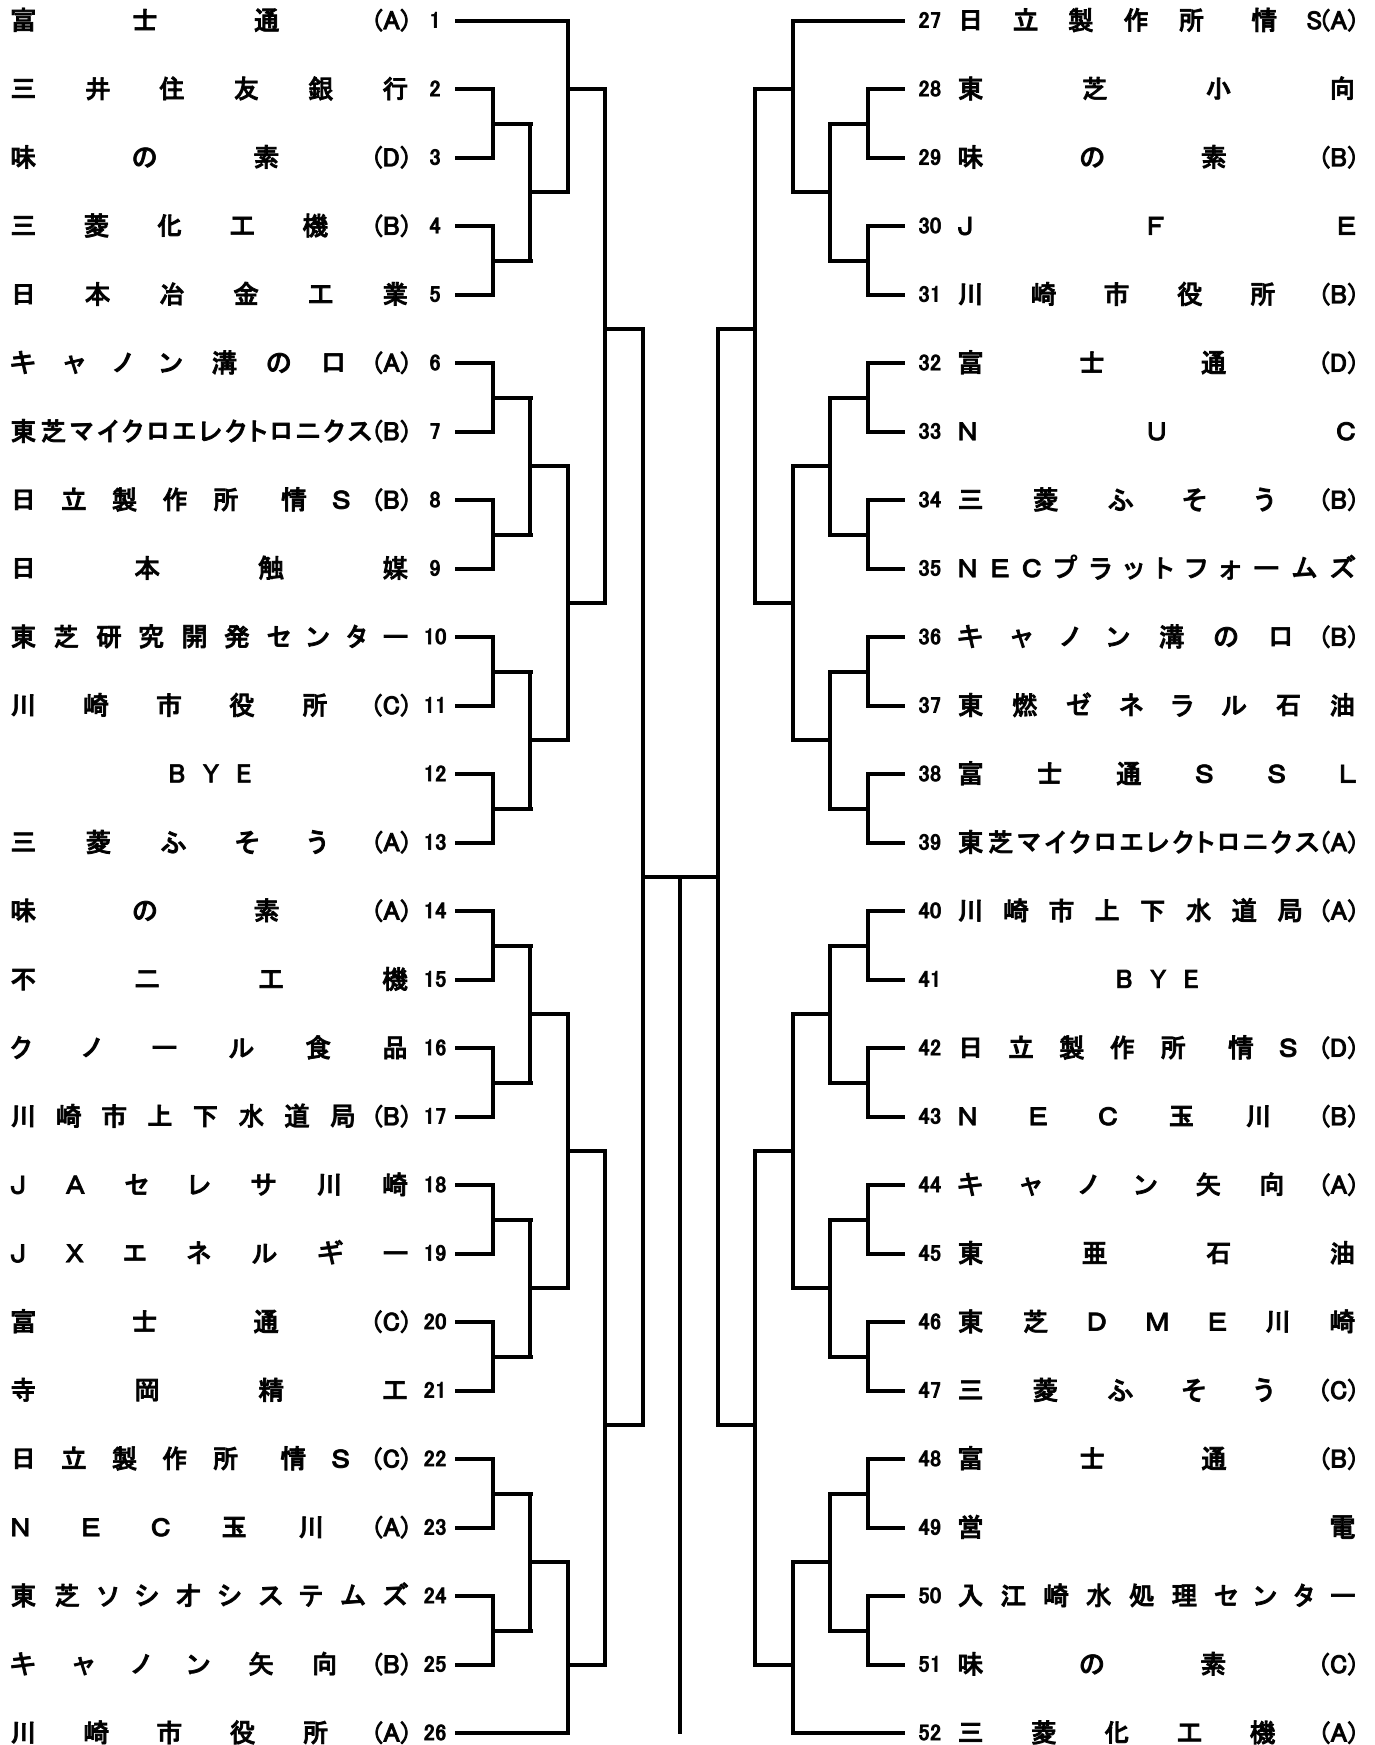 富士通(A) 1
三井住友銀行 2
味の素(D) 3
三菱化工機(B) 4
日本冶金工業 5
キャノン溝の口(A) 6
東芝マイクロエレクトロニクス(B) 7
日立製作所 情S(B) 8
日本触媒 9
東芝研究開発センター 10
川崎市役所(C) 11
BYE 12
三菱ふそう(A) 13
味の素(A) 14
不二工機 15
クノール食品 16
川崎市上下水道局(B) 17
JAセレサ川崎 18
JXエネルギー 19
富士通(C) 20
寺岡精工 21
日立製作所 情S(C) 22
NEC玉川(A) 23
東芝ソシオシステムズ 24
キャノン矢向(B) 25
川崎市役所(A) 26
27 日立製作所 情S(A)
28 東芝小向
29 味の素(B)
30 JFE
31 川崎市役所(B)
32 富士通(D)
33 NUC
34 三菱ふそう(B)
35 NECプラットフォームズ
36 キャノン溝の口(B)
37 東燃ゼネラル石油
38 富士通SSL
39 東芝マイクロエレクトロニクス(A)
40 川崎市上下水道局(A)
41 BYE
42 日立製作所 情S(D)
43 NEC玉川(B)
44 キャノン矢向(A)
45 東亜石油
46 東芝DME川崎
47 三菱ふそう(C)
48 富士通(B)
49 営電
50 入江崎水処理センター
51 味の素(C)
52 三菱化工機(A)